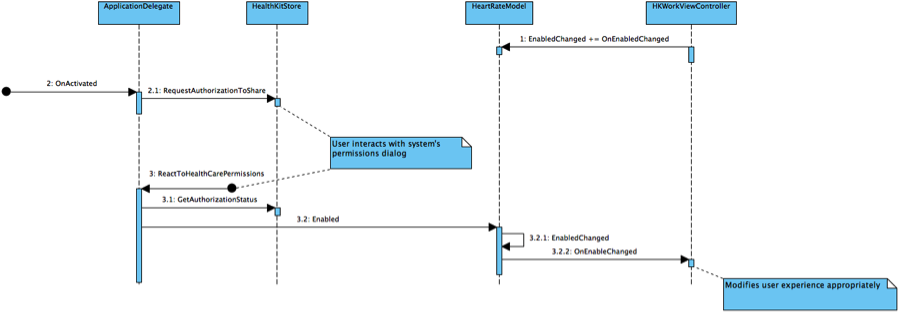 ApplicationDelegate
HealthKitStore
HeartRateModel
HKWorkViewController
1: EnabledChanged += OnEnabledChanged
2: OnActivated
2.1: RequestAuthorizationToShare
User interacts with system's
permissions dialog
3: ReactToHealthCarePermissions
3.1: GetAuthorizationStatus
3.2: Enabled
3.2.1: EnabledChanged
3.2.2: OnEnableChanged
Modifies user experience appropriately